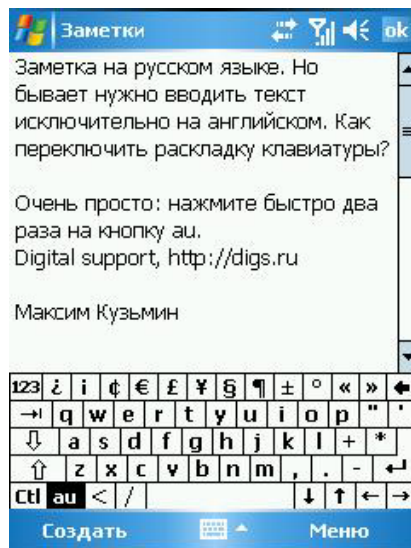 Заметки ok
Заметка на русском языке. Но
бывает нужно вводить текст
исключительно на английском. Как
переключить раскладку клавиатуры?
Очень просто: нажмите быстро два
раза на кнопку au.
Digital support, http://digs.ru
Максим Кузьмин
123 ¿ ¡ ¢ € £ ¥ § ¶ ± ° « »
q w e r t y u i o p " '
a s d f g h j k l + *
z x c v b n m , . -
Ctl au < /
Создать Меню